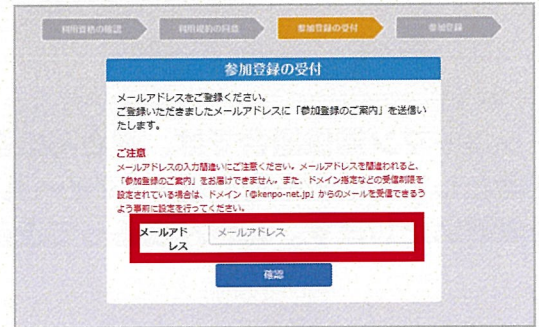 利用資格の確認 利用規約の同意 参加登録の受付 参加登録
参加登録の受付
メールアドレスをご登録ください。
ご登録いただきましたメールアドレスに「参加登録のご案内」を送信い
たします。
ご注意
メールアドレスの入力間違いにご注意ください。メールアドレスを間違われると、
「参加登録のご案内」をお届けできません。また、ドメイン指定などの受信制限を
設定されている場合は、ドメイン「@kenpo-net.jp」からのメールを受信できるう
よう事前に設定を行ってください。
メールアド メールアドレス
レス
確認